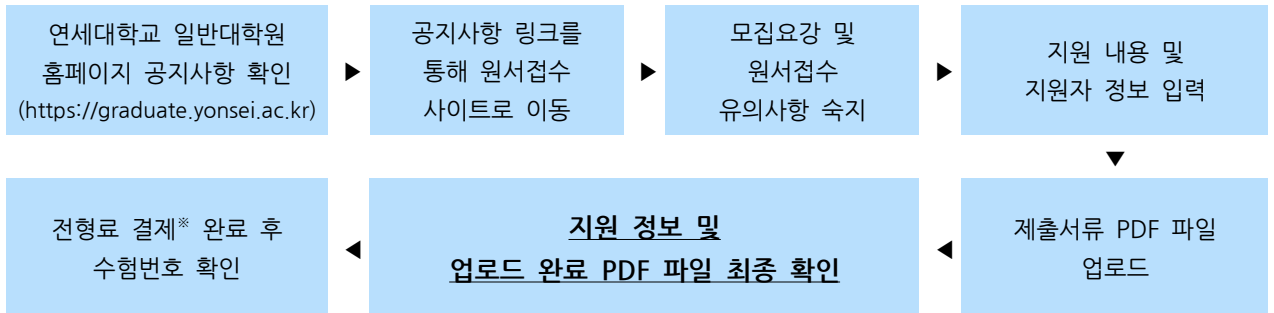 연세대학교 일반대학원
홈페이지 공지사항 확인
(https://graduate.yonsei.ac.kr)
▶
공지사항 링크를
통해 원서접수
사이트로 이동
▶
모집요강 및
원서접수
유의사항 숙지
▶
지원 내용 및
지원자 정보 입력
▼
제출서류 PDF 파일
업로드
◀
지원 정보 및
업로드 완료 PDF 파일 최종 확인
◀
전형료 결제※ 완료 후
수험번호 확인